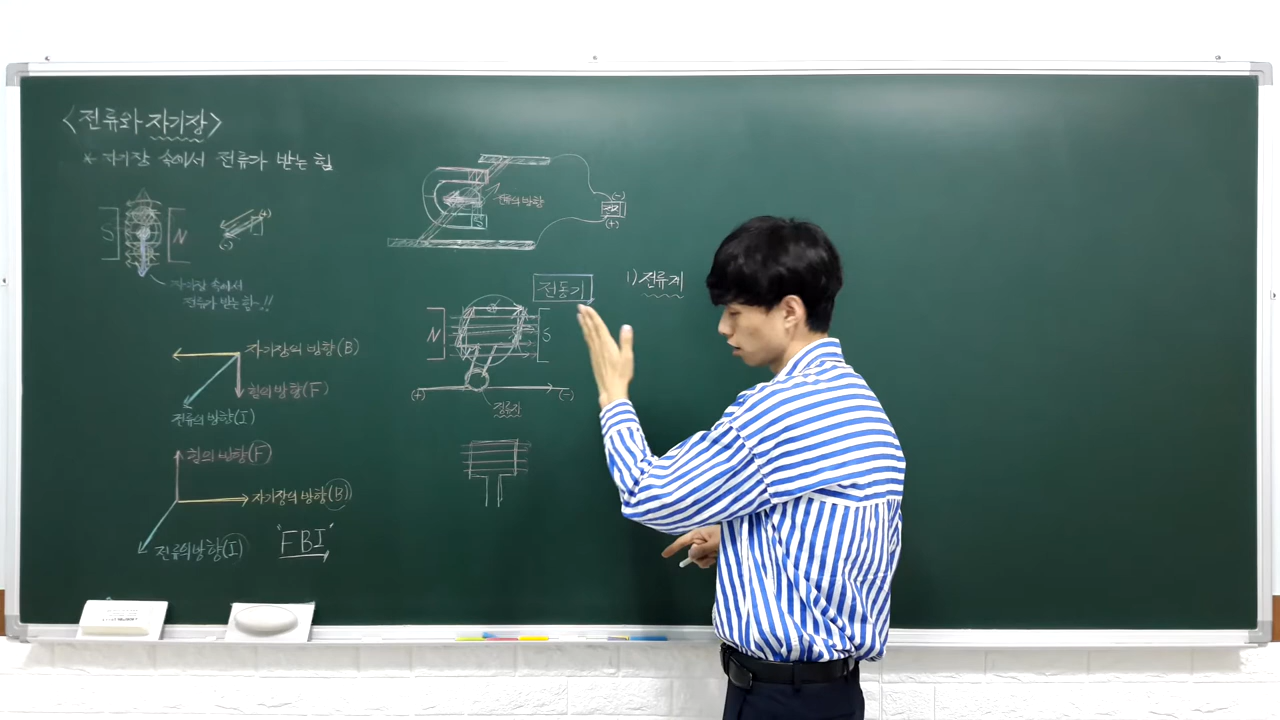 <전류와 자기장>
* 자기장 속에서 전류가 받는 힘
S N
(+)
(-)
자기장 속에서
전류가 받는 힘~!!
자기장의 방향(B)
힘의 방향(F)
전류의 방향(I)
힘의 방향(F)
자기장의 방향(B)
전류의 방향(I)
'FBI'
전류의 방향
S
(-)
(+)
전동기
N S
(+) (-)
정류자
1) 전류계